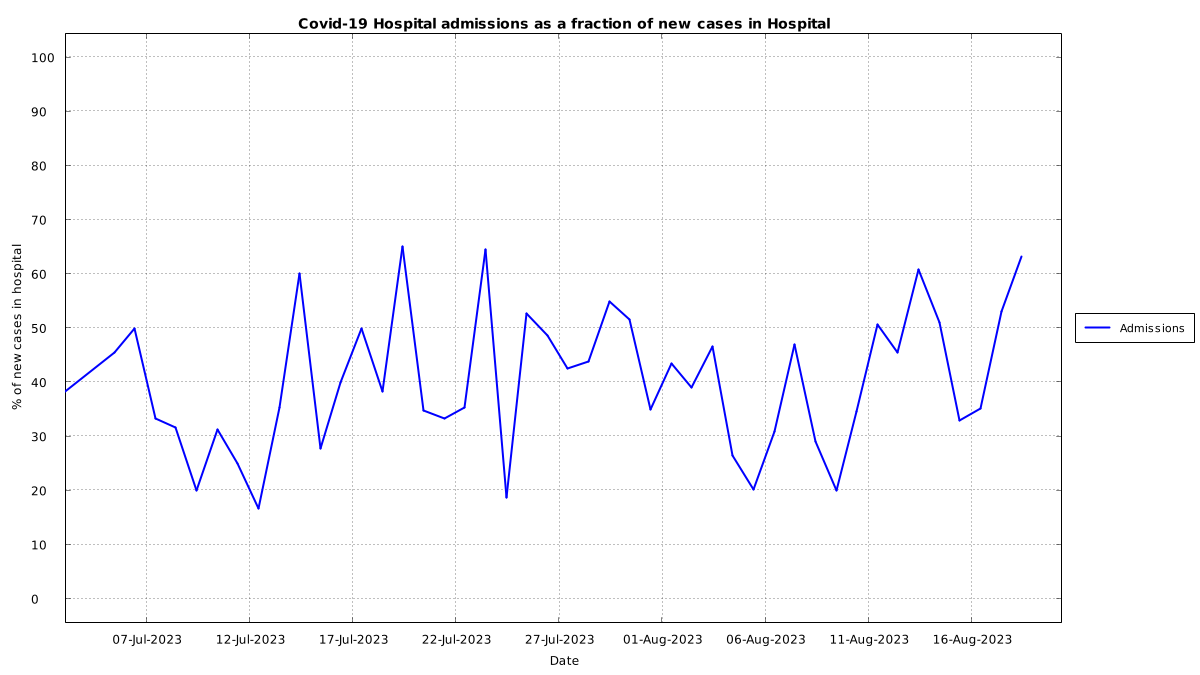 Covid-19 Hospital admissions as a fraction of new cases in Hospital
100
90
80
70
60
50
40
30
20
10
0
% of new cases in hospital
07-Jul-2023 12-Jul-2023 17-Jul-2023 22-Jul-2023 27-Jul-2023 01-Aug-2023 06-Aug-2023 11-Aug-2023 16-Aug-2023
Date
Admissions